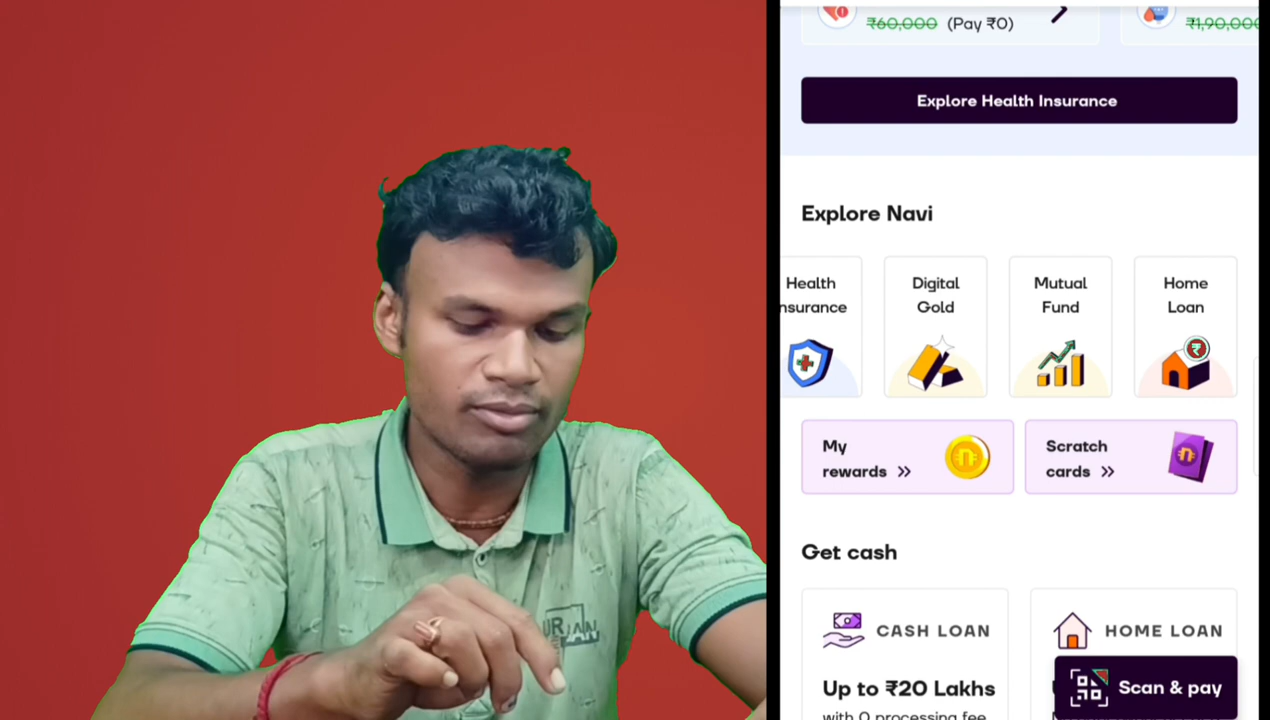 ₹60,000 (Pay ₹0)
₹1,90,000
Explore Health Insurance
Explore Navi
Health
nsurance
Digital
Gold
Mutual
Fund
Home
Loan
My
rewards »
Scratch
cards »
Get cash
CASH LOAN
HOME LOAN
Up to ₹20 Lakhs
Scan & pay
with 0 processing fee